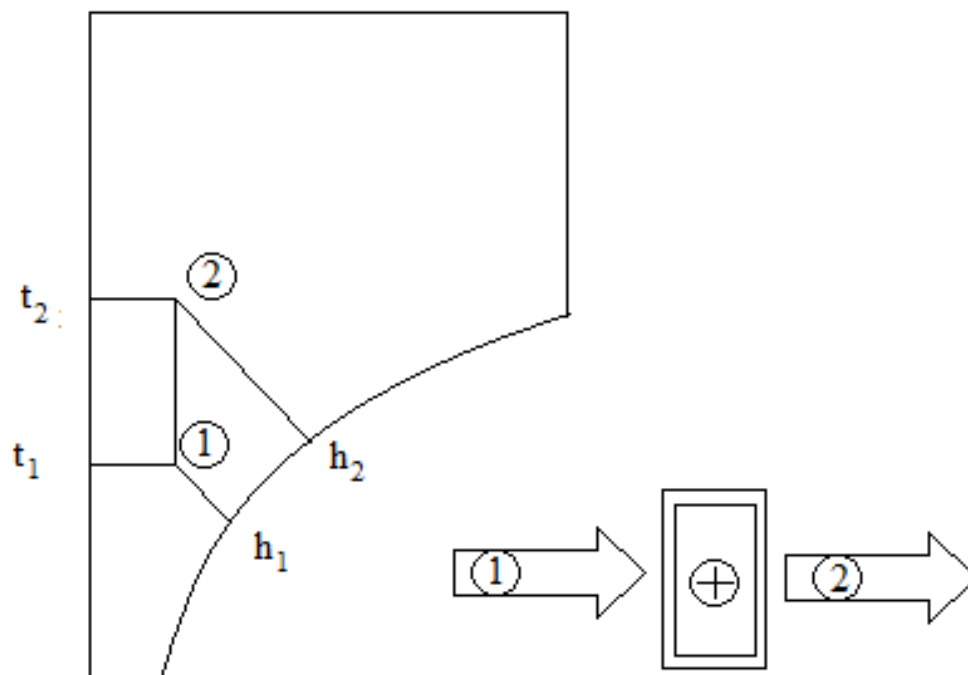 ②
t₂ :
①
t₁
h₂
h₁
① + ②